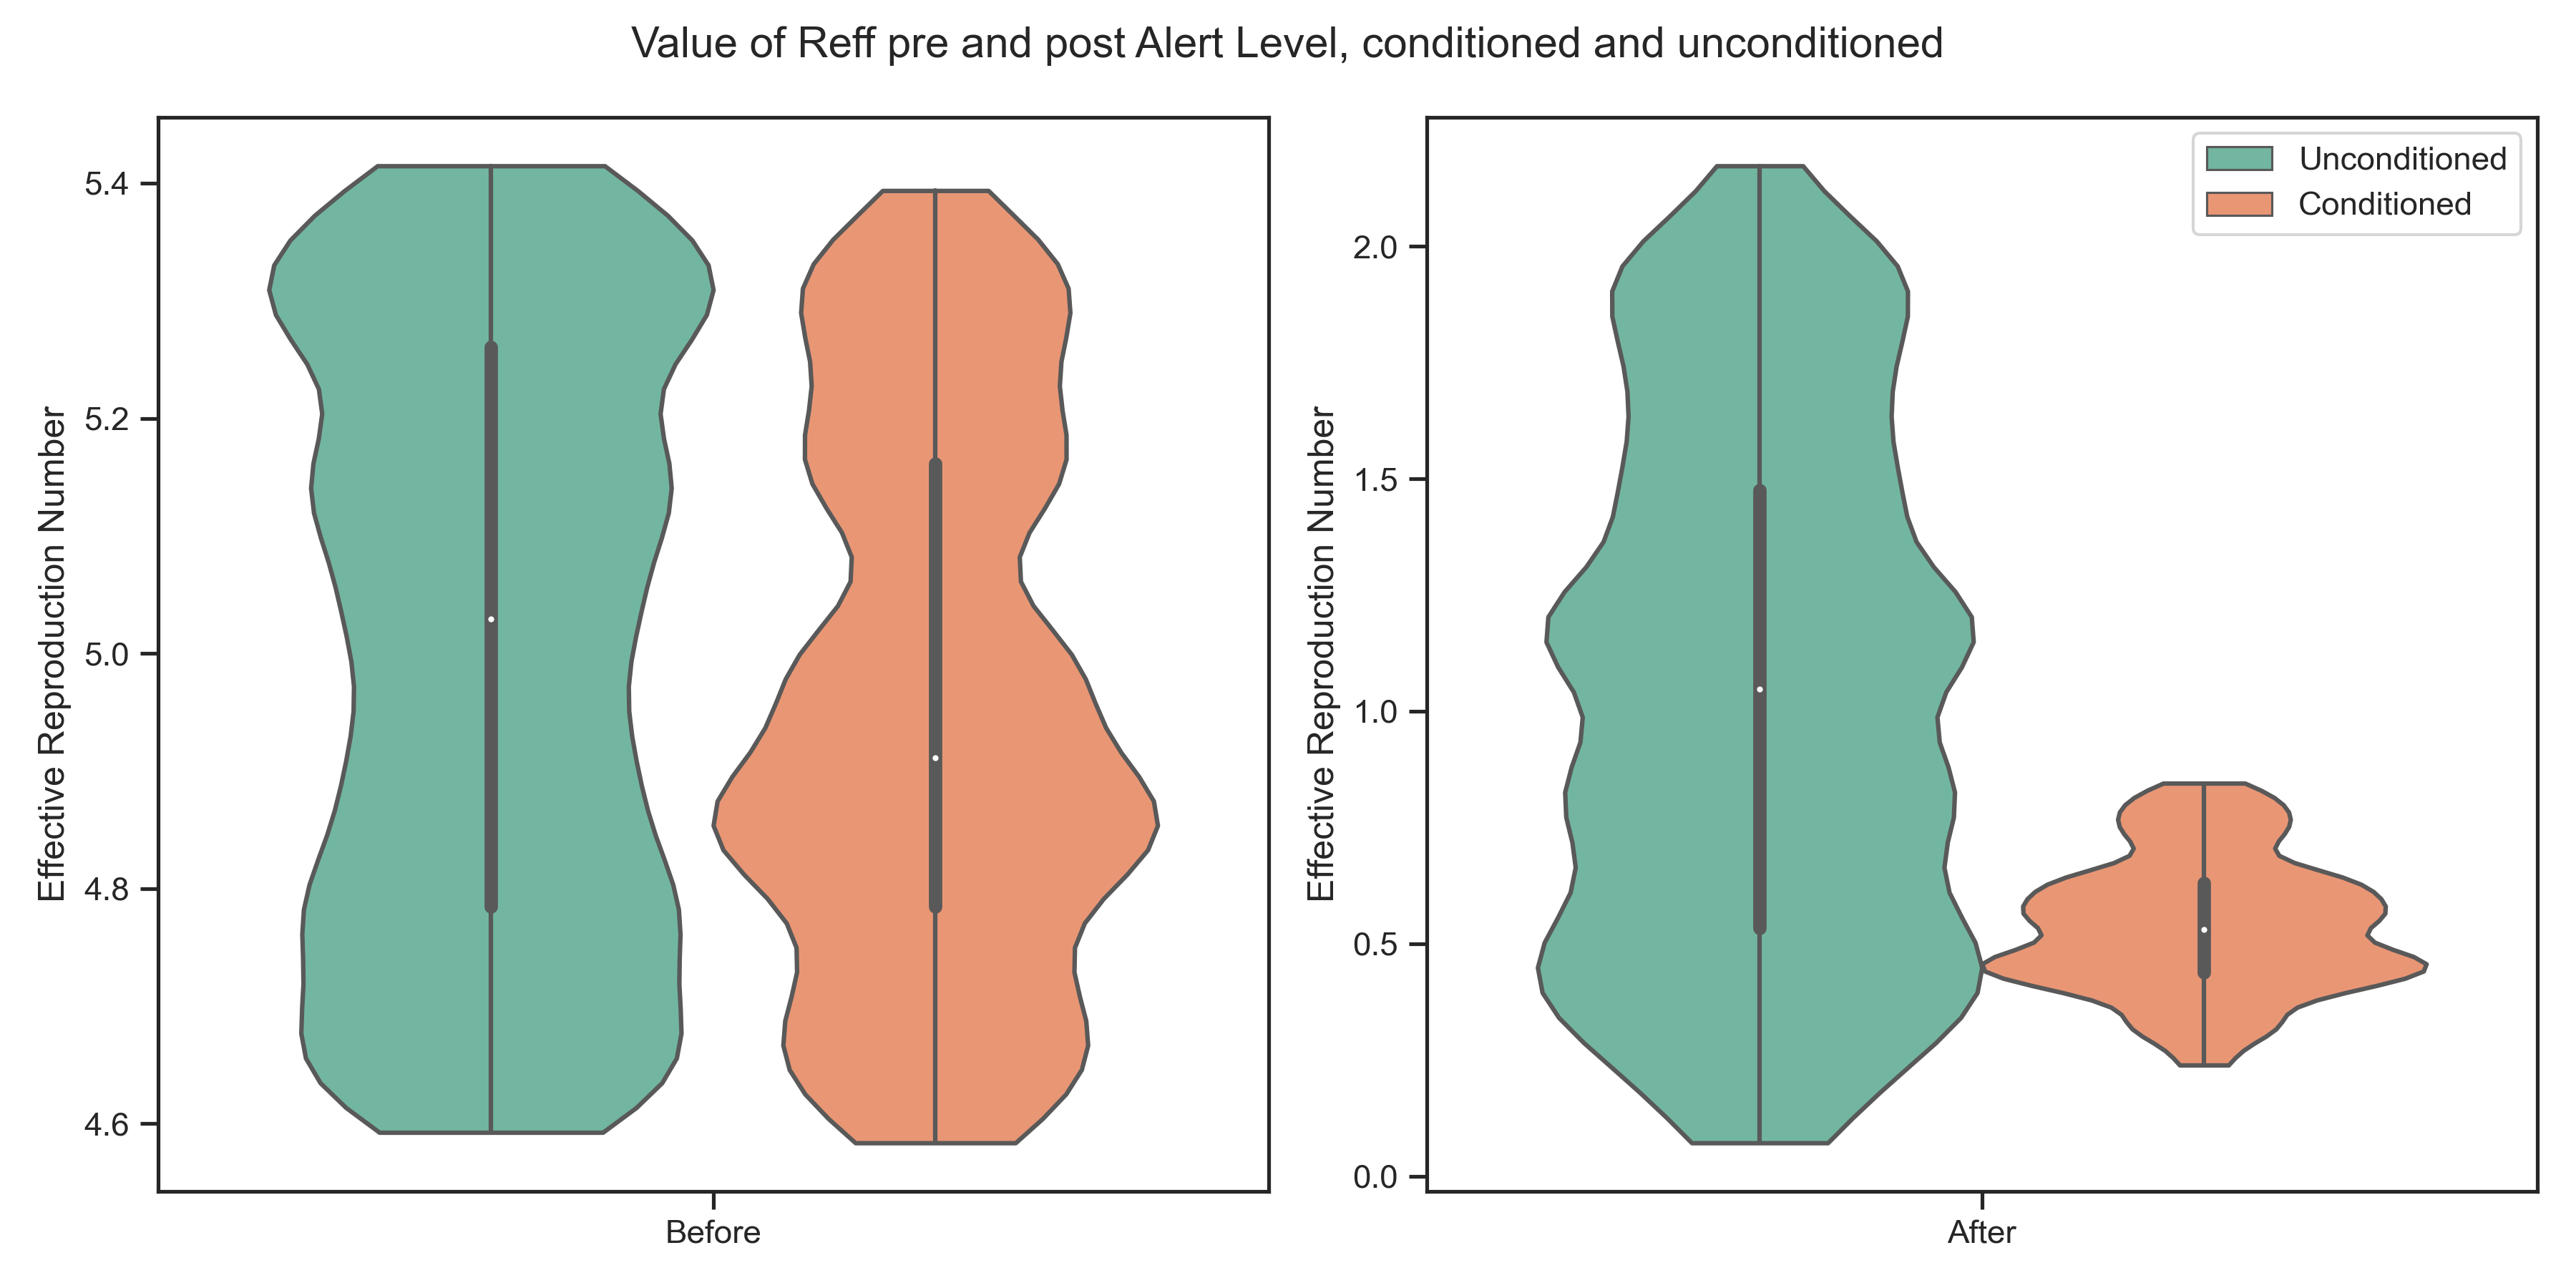 Value of Reff pre and post Alert Level, conditioned and unconditioned
Effective Reproduction Number
5.4
5.2
5.0
4.8
4.6
Before
Effective Reproduction Number
2.0
1.5
1.0
0.5
0.0
After
Unconditioned
Conditioned